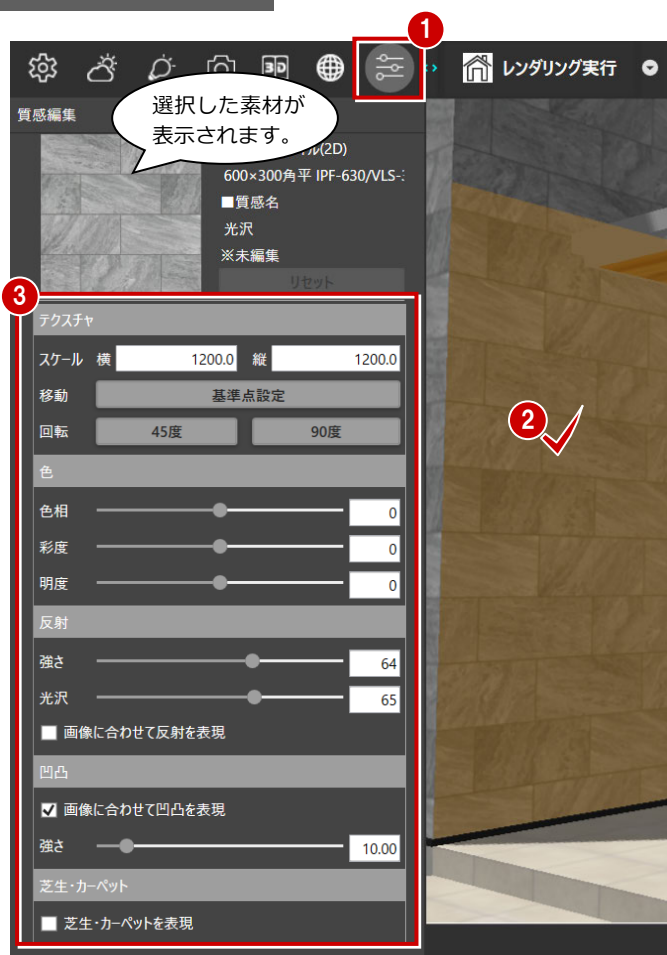 1
3D
レンダリング実行
質感編集
選択した素材が
表示されます。
ル(2D)
600×300角平 IPF-630/VLS-
■質感名
光沢
※未編集
リセット
3
テクスチャ
スケール 横 1200.0 縦 1200.0
移動 基準点設定
回転 45度 90度
2
色
色相 0
彩度 0
明度 0
反射
強さ 64
光沢 65
画像に合わせて反射を表現
凹凸
画像に合わせて凹凸を表現
強さ 10.00
芝生・カーペット
芝生・カーペットを表現